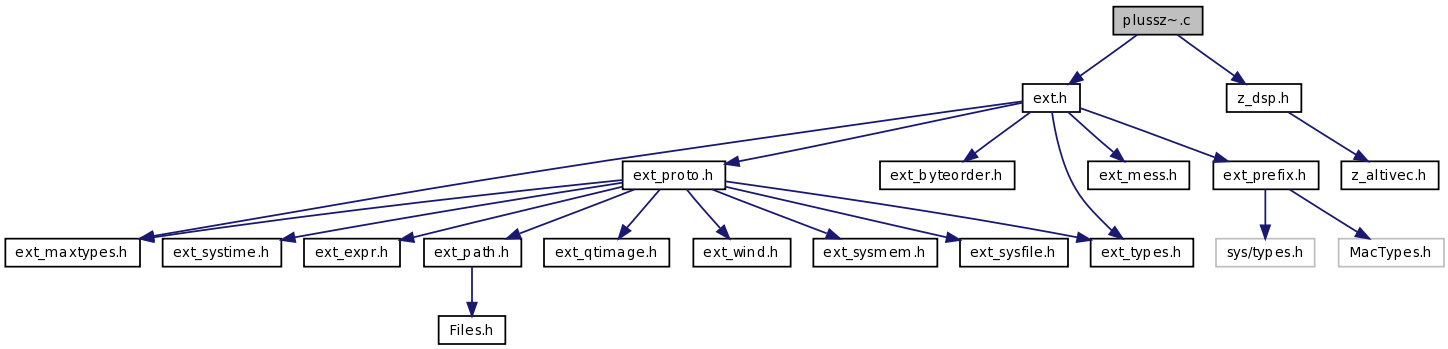 plussz~.c
ext.h
z_dsp.h
ext_proto.h
ext_byteorder.h
ext_mess.h
ext_prefix.h
z_altivec.h
ext_maxtypes.h
ext_systime.h
ext_expr.h
ext_path.h
ext_qtimage.h
ext_wind.h
ext_sysmem.h
ext_sysfile.h
ext_types.h
sys/types.h
MacTypes.h
Files.h